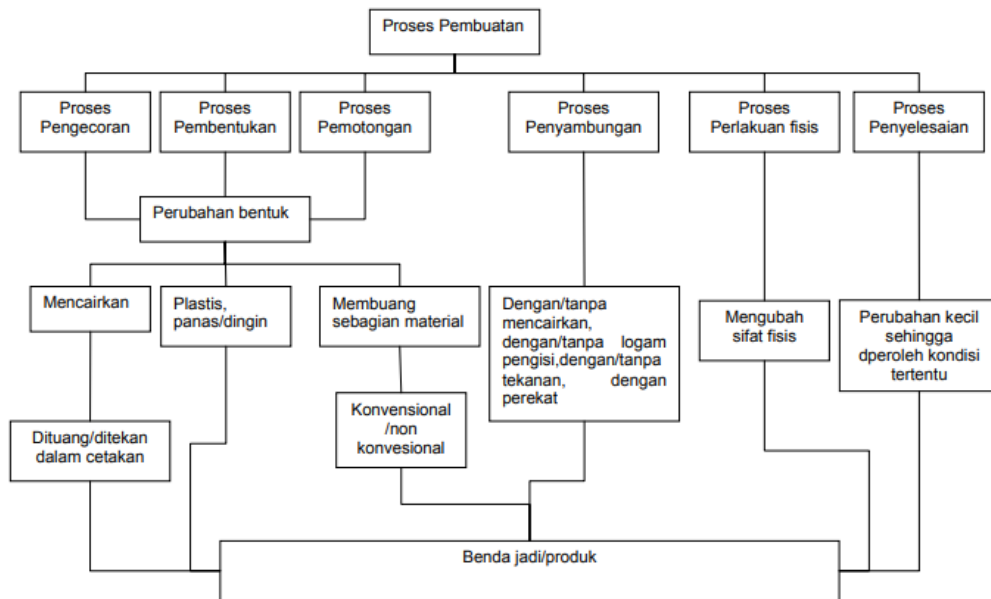 Proses Pembuatan
Proses
Pengecoran
Proses
Pembentukan
Proses
Pemotongan
Proses
Penyambungan
Proses
Perlakuan fisis
Proses
Penyelesaian
Perubahan bentuk
Mencairkan
Plastis,
panas/dingin
Membuang
sebagian material
Dengan/tanpa
mencairkan,
dengan/tanpa logam
pengisi,dengan/tanpa
tekanan, dengan
perekat
Mengubah
sifat fisis
Perubahan kecil
sehingga
dperoleh kondisi
tertentu
Dituang/ditekan
dalam cetakan
Konvensional
/non
konvesional
Benda jadi/produk